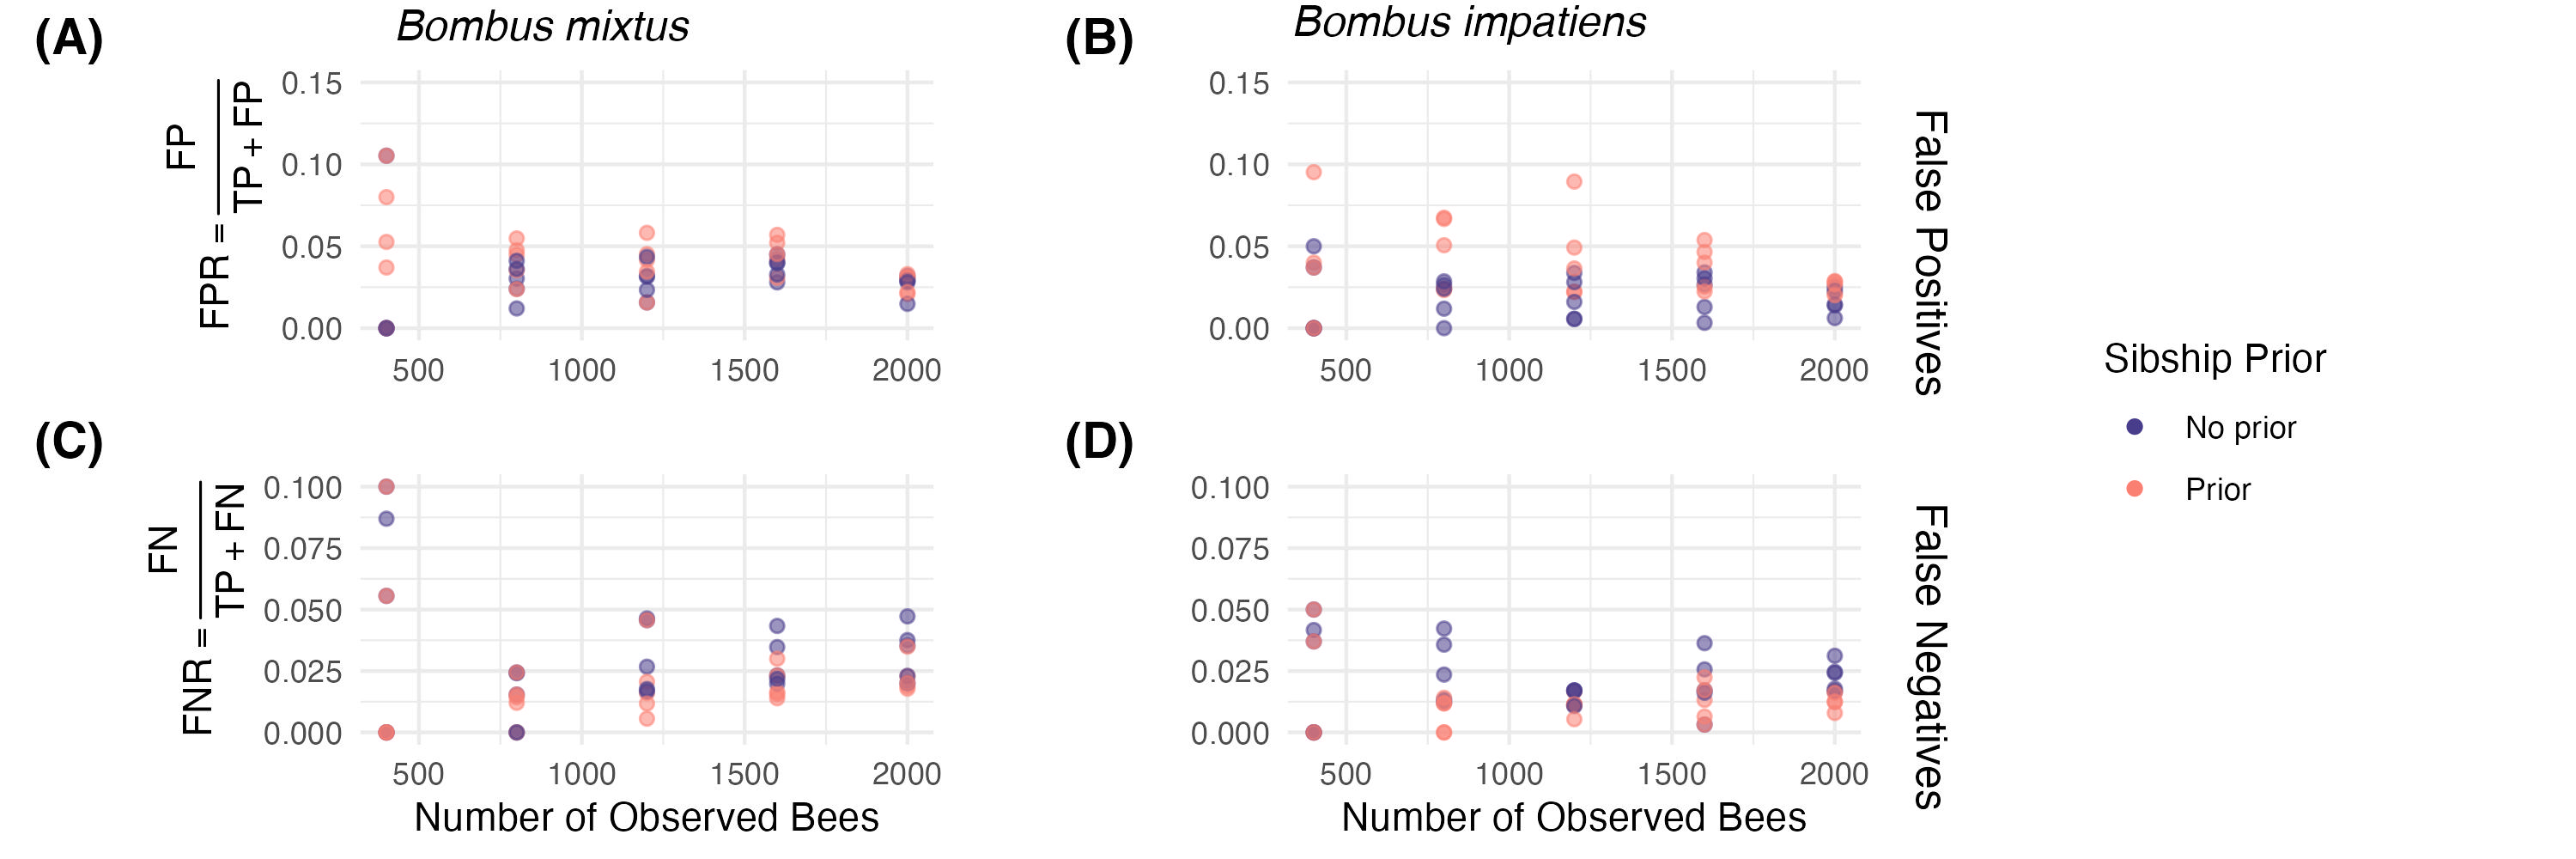 (A)
Bombus mixtus
FPR = FP / TP + FP
0.15
0.10
0.05
0.00
500 1000 1500 2000
(B)
Bombus impatiens
0.15
0.10
0.05
0.00
500 1000 1500 2000
False Positives
(C)
FNR = FN / TP + FN
0.100
0.075
0.050
0.025
0.000
500 1000 1500 2000
Number of Observed Bees
(D)
0.100
0.075
0.050
0.025
0.000
500 1000 1500 2000
Number of Observed Bees
False Negatives
Sibship Prior
No prior
Prior